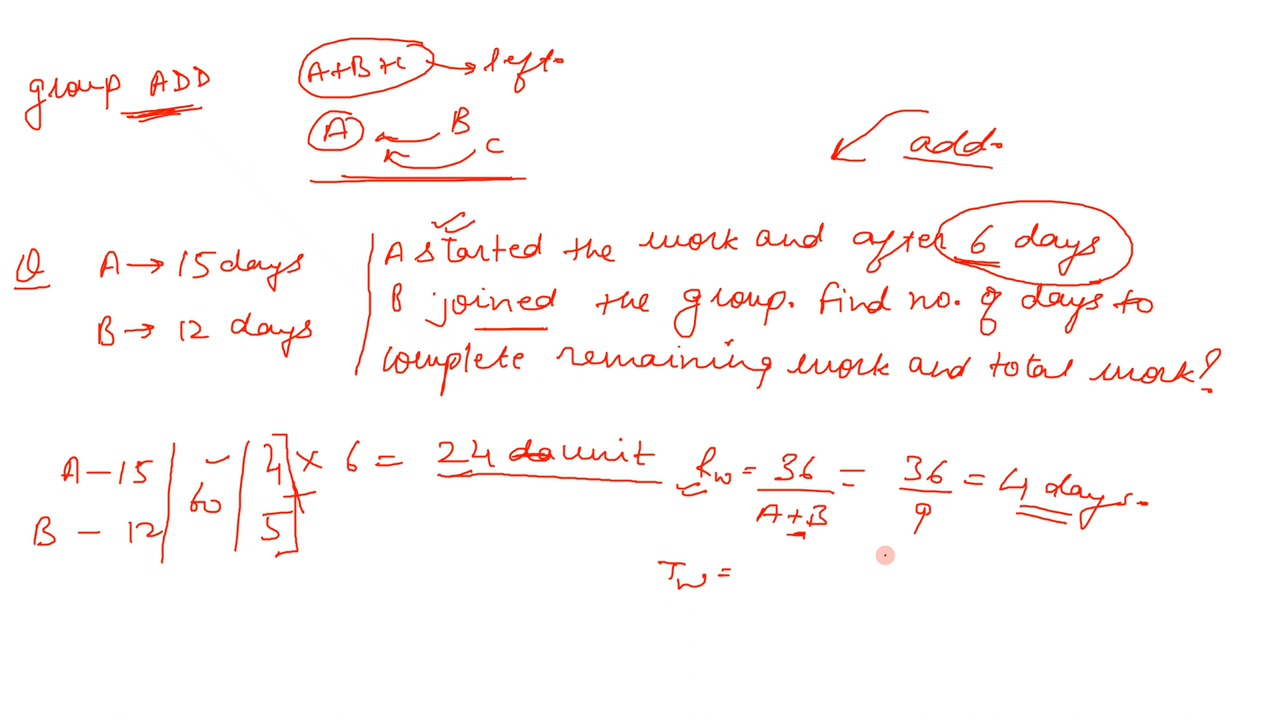 group ADD
A+B+C → left.
A ← B
← C
add.
Q A → 15 days
B → 12 days
A started the work and after 6 days
B joined the group. Find no. of days to
complete remaining work and total work?
A - 15 | 60 | 4 ] × 6 = 24 unit
B - 12 | 5 ]
+
Rw = 36/A+B = 36/9 = 4 days.
Tw =